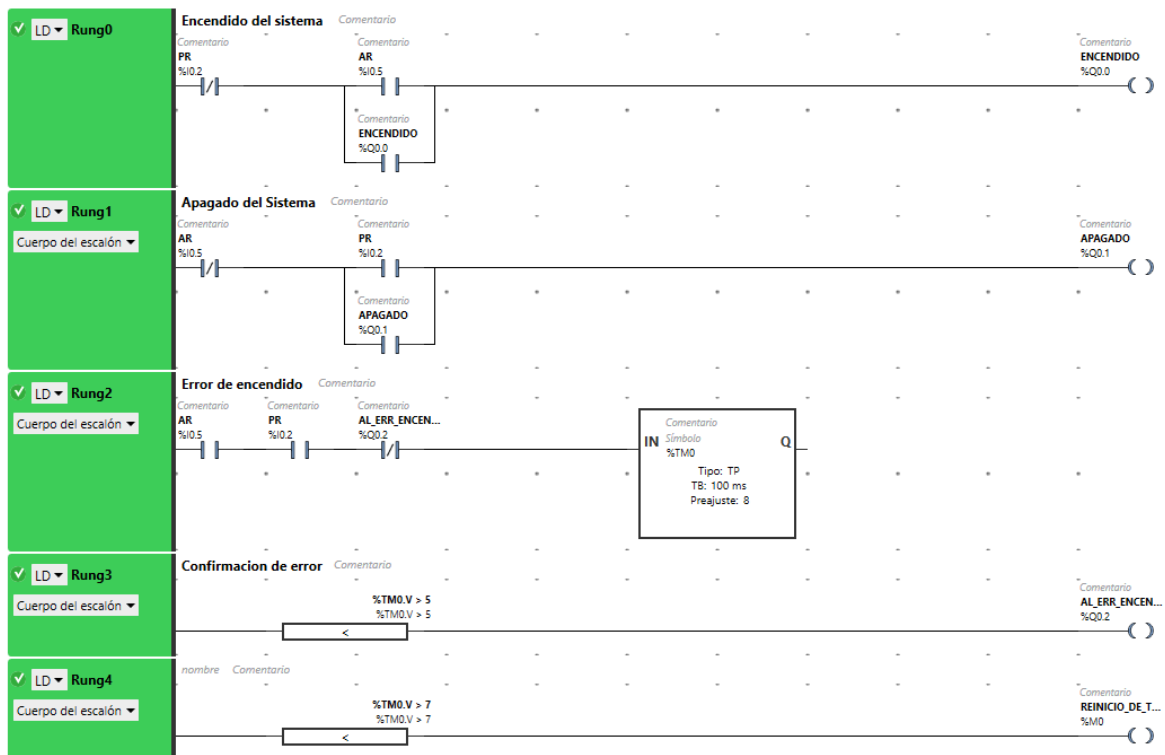 LD Rung0
Encendido del sistema Comentario
Comentario Comentario Comentario
PR AR ENCENDIDO
%I0.2 %I0.5 %Q0.0
Comentario
ENCENDIDO
%Q0.0
LD Rung1
Cuerpo del escalón
Apagado del Sistema Comentario
Comentario Comentario Comentario
AR PR APAGADO
%I0.5 %I0.2 %Q0.1
Comentario
APAGADO
%Q0.1
LD Rung2
Cuerpo del escalón
Error de encendido Comentario
Comentario Comentario Comentario
AR PR AL_ERR_ENCEN...
%I0.5 %I0.2 %Q0.2
Comentario
IN Símbolo Q
%TM0
Tipo: TP
TB: 100 ms
Preajuste: 8
LD Rung3
Cuerpo del escalón
Confirmacion de error Comentario
%TM0.V > 5
%TM0.V > 5
<
Comentario
AL_ERR_ENCEN...
%Q0.2
LD Rung4
Cuerpo del escalón
nombre Comentario
%TM0.V > 7
%TM0.V > 7
<
Comentario
REINICIO_DE_T...
%M0